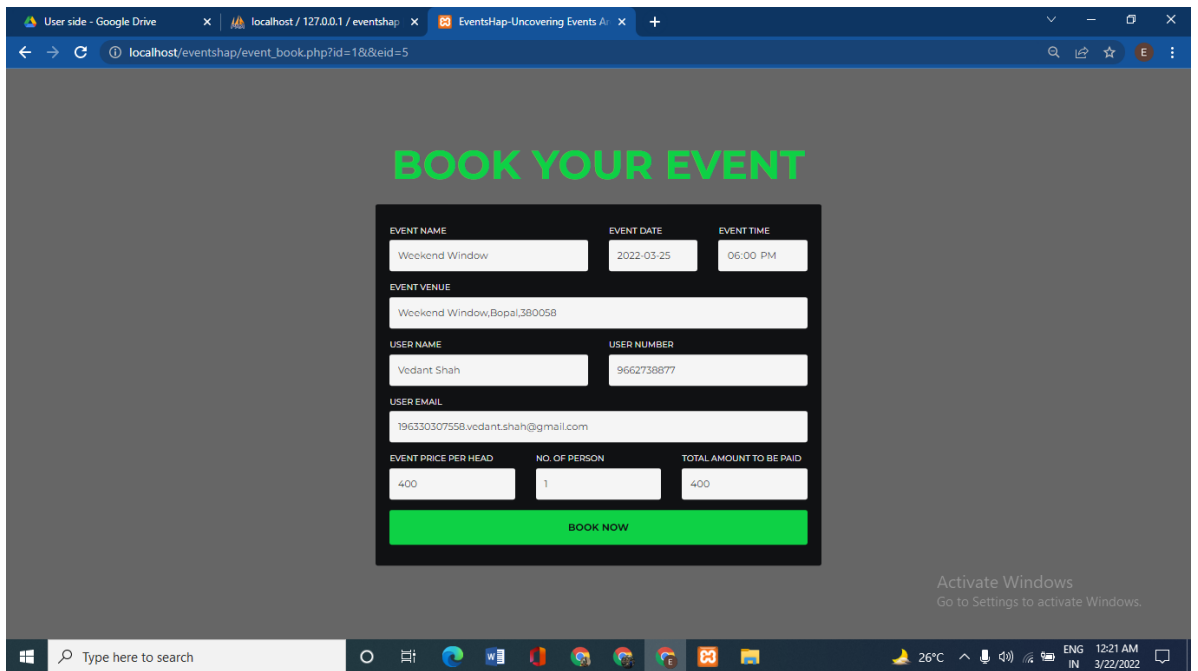 User side - Google Drive
localhost / 127.0.0.1 / eventshap
EventsHap-Uncovering Events Ar
localhost/eventshap/event_book.php?id=1&&eid=5
E
BOOK YOUR EVENT
EVENT NAME EVENT DATE EVENT TIME
Weekend Window 2022-03-25 06:00 PM
EVENT VENUE
Weekend Window,Bopal,380058
USER NAME USER NUMBER
Vedant Shah 9662738877
USER EMAIL
196330307558.vedant.shah@gmail.com
EVENT PRICE PER HEAD NO. OF PERSON TOTAL AMOUNT TO BE PAID
400 1 400
BOOK NOW
Activate Windows
Go to Settings to activate Windows.
Type here to search
26°C
ENG
IN
12:21 AM
3/22/2022